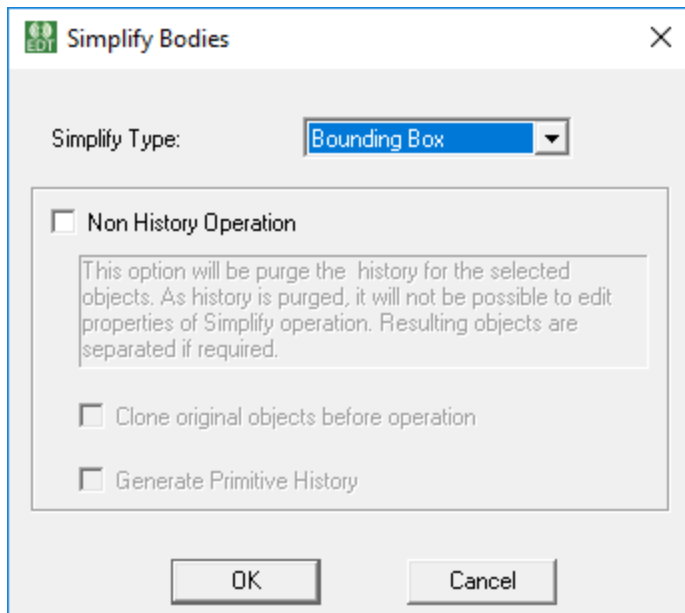 EDT Simplify Bodies
Simplify Type: Bounding Box
Non History Operation
This option will be purge the history for the selected
objects. As history is purged, it will not be possible to edit
properties of Simplify operation. Resulting objects are
separated if required.
Clone original objects before operation
Generate Primitive History
OK Cancel